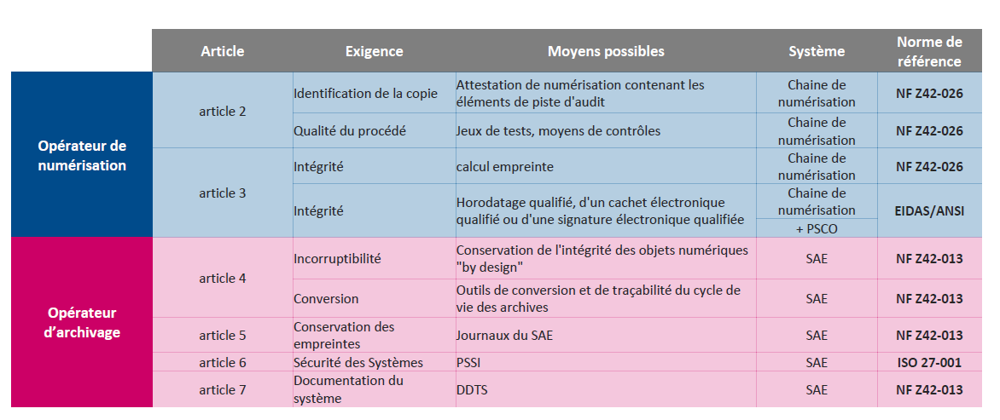 Article
Exigence
Moyens possibles
Système
Norme de
référence
Opérateur de
numérisation
article 2
Identification de la copie
Attestation de numérisation contenant les
éléments de piste d'audit
Chaine de
numérisation
NF Z42-026
Qualité du procédé
Jeux de tests, moyens de contrôles
Chaine de
numérisation
NF Z42-026
article 3
Intégrité
calcul empreinte
Chaine de
numérisation
NF Z42-026
Intégrité
Horodatage qualifié, d'un cachet électronique
qualifié ou d'une signature électronique qualifiée
Chaine de
numérisation
+ PSCO
EIDAS/ANSI
Opérateur
d’archivage
article 4
Incorruptibilité
Conservation de l'intégrité des objets numériques
"by design"
SAE
NF Z42-013
Conversion
Outils de conversion et de traçabilité du cycle de
vie des archives
SAE
NF Z42-013
article 5
Conservation des
empreintes
Journaux du SAE
SAE
NF Z42-013
article 6
Sécurité des Systèmes
PSSI
SAE
ISO 27-001
article 7
Documentation du
système
DDTS
SAE
NF Z42-013